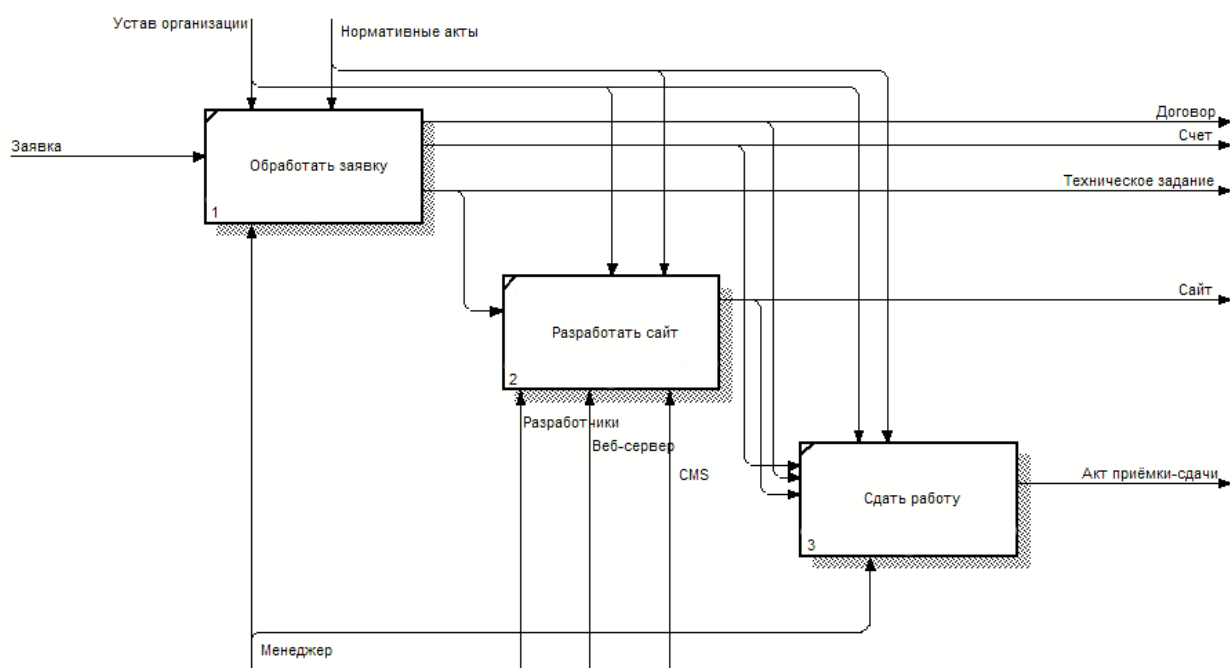 Устав организации
Нормативные акты
Договор
Счет
Заявка
Обработать заявку
Техническое задание
1
Сайт
Разработать сайт
2
Разработчики
Веб-сервер
CMS
Акт приёмки-сдачи
Сдать работу
3
Менеджер